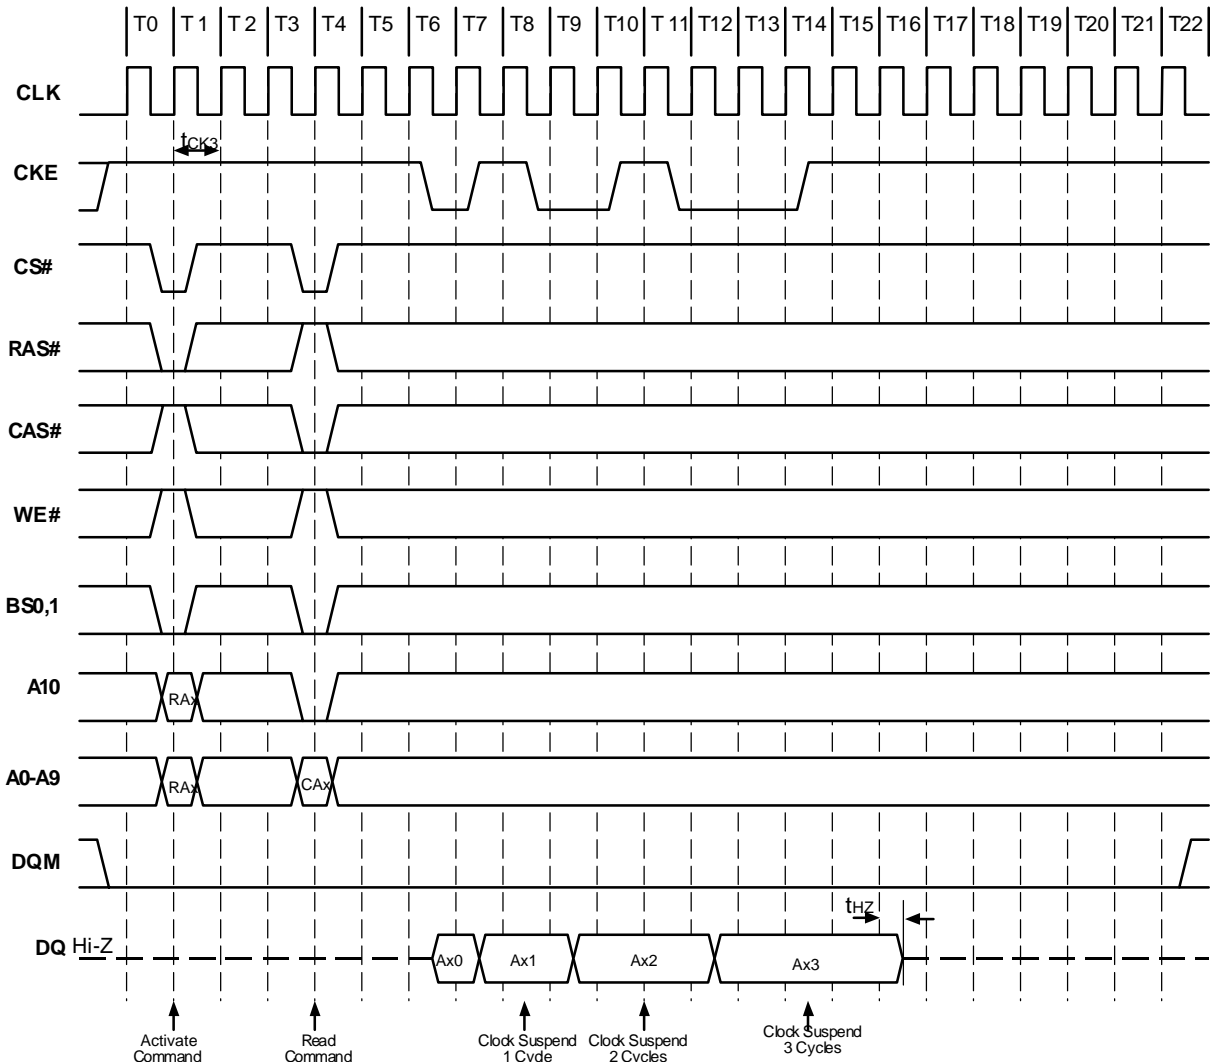 T0 T 1 T 2 T3 T4 T5 T6 T7 T8 T9 T10 T 11 T12 T13 T14 T15 T16 T17 T18 T19 T20 T21 T22
CLK
tCK3
CKE
CS#
RAS#
CAS#
WE#
BS0,1
A10
RAx
A0-A9
RAx CAx
DQM
tHZ
DQ Hi-Z
Ax0 Ax1 Ax2 Ax3
Activate
Command
Read
Command
Clock Suspend
1 Cycle
Clock Suspend
2 Cycles
Clock Suspend
3 Cycles